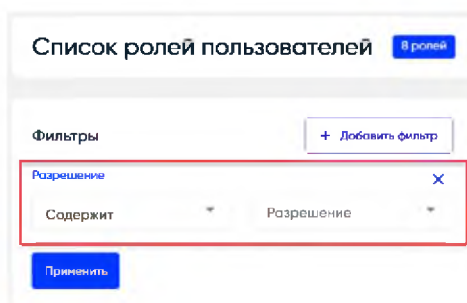 Список ролей пользователей 8 ролей
Фильтры + Добавить фильтр
Разрешение
Содержит Разрешение
Применить